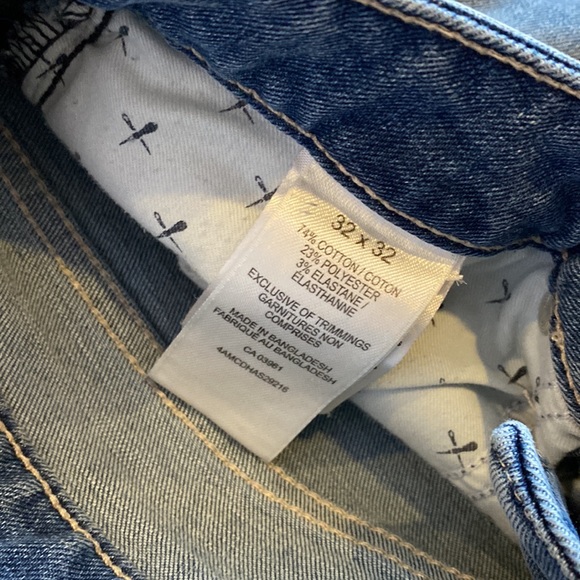 32 x 32
74% COTTON / COTON
23% POLYESTER
3% ELASTANE /
ELASTHANNE
EXCLUSIVE OF TRIMMINGS
GARNITURES NON
COMPRISES
MADE IN BANGLADESH
FABRIQUÉ AU BANGLADESH
CA 03961
4AMCDHAS29216